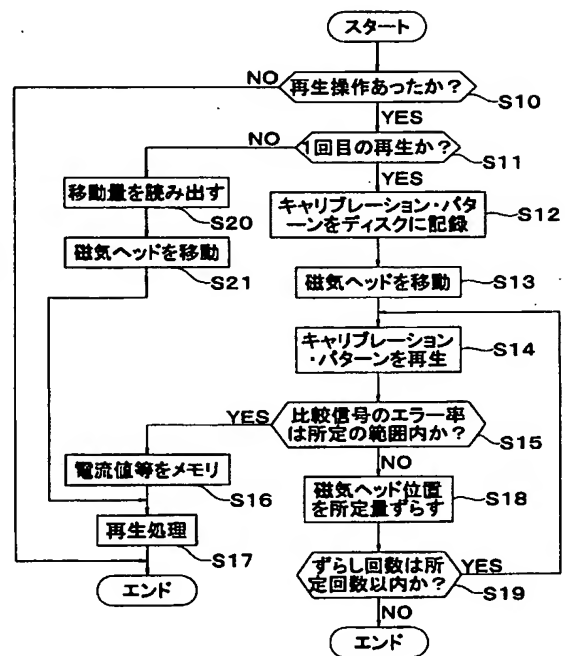 スタート
NO
再生操作あったか?
S10
YES
NO
1回目の再生か?
S11
YES
移動量を読み出す
S20
キャリブレーション・パ
ターンをディスクに記録
S12
磁気ヘッドを移動
S21
磁気ヘッドを移動
S13
キャリブレーション
・パターンを再生
S14
YES
比較信号のエラー率
は所定の範囲内か?
S15
NO
電流値等をメモリ
S16
磁気ヘッド位置
を所定量ずらす
S18
再生処理
S17
ずらし回数は所
定回数以内か?
YES
S19
エンド
NO
エンド